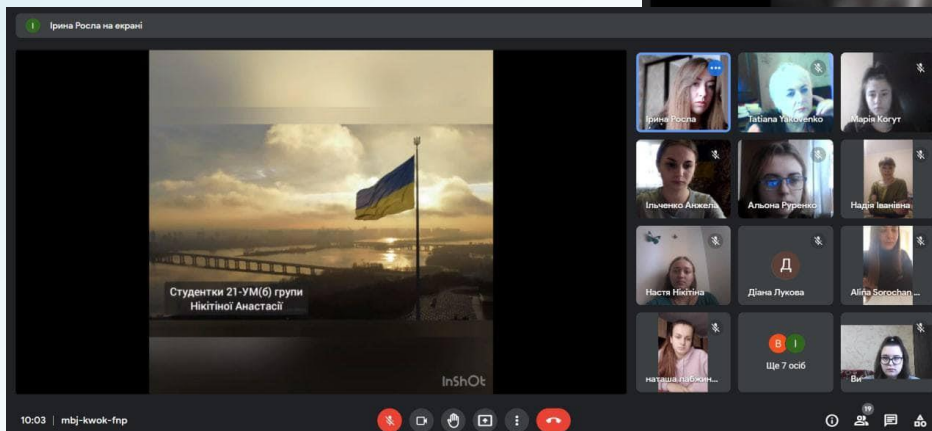 І Ірина Росла на екрані
Студентки 21-УМ(б) групи
Нікітіної Анастасії
InShOt
Ірина Росла
Tatiana Yakovenko
Марія Когут
Ільченко Анжела
Альона Руренко
Надія Іванівна
Настя Нікітіна
Д
Діана Лукова
Alina Sorochan ...
наташа лабжин...
В І
Ще 7 осіб
Ви
10:03 | mbj-kwok-fnp
19